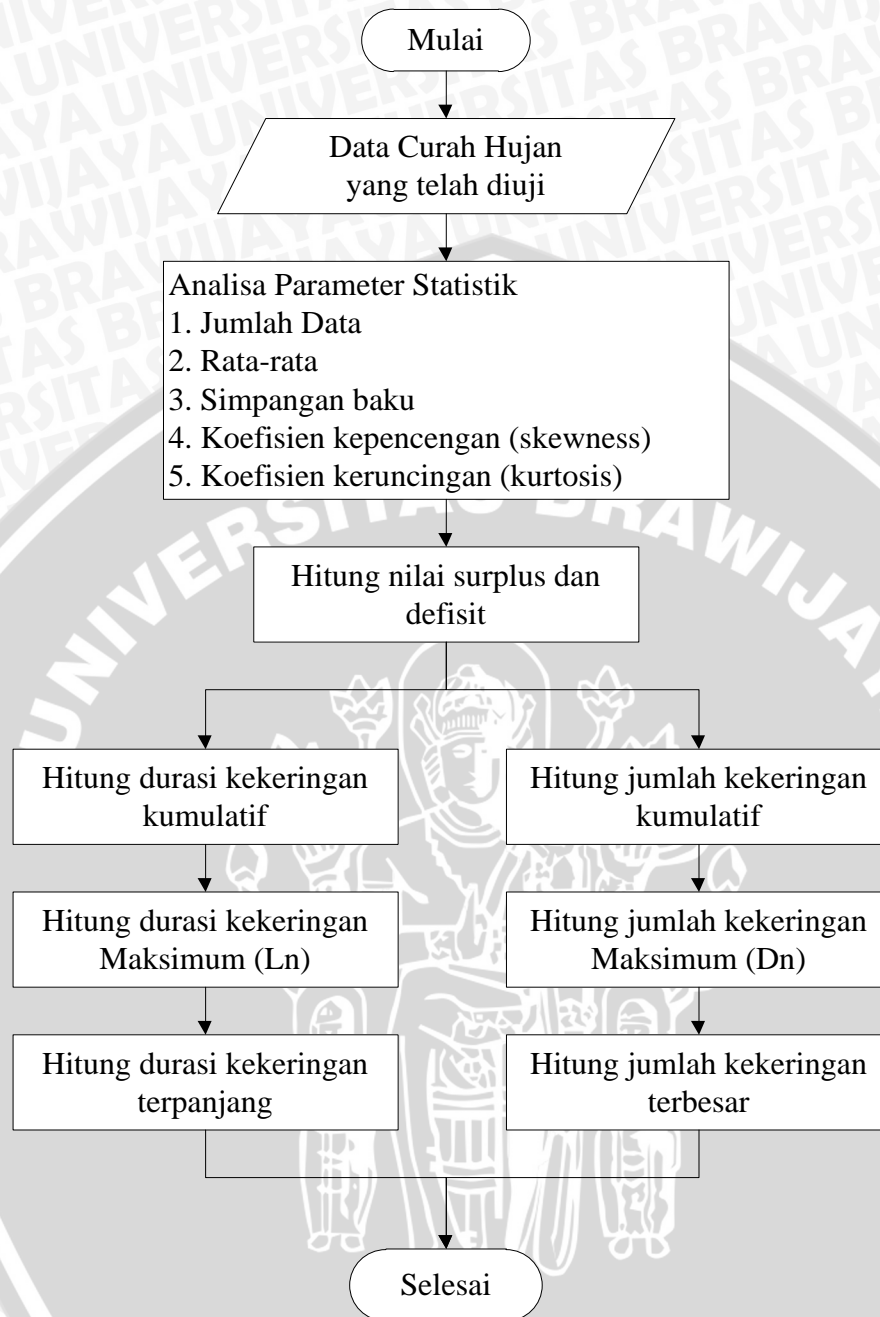 Mulai
Data Curah Hujan
yang telah diuji
Analisa Parameter Statistik
1. Jumlah Data
2. Rata-rata
3. Simpangan baku
4. Koefisien kepencengan (skewness)
5. Koefisien keruncingan (kurtosis)
Hitung nilai surplus dan
defisit
Hitung durasi kekeringan
kumulatif
Hitung jumlah kekeringan
kumulatif
Hitung durasi kekeringan
Maksimum (Ln)
Hitung jumlah kekeringan
Maksimum (Dn)
Hitung durasi kekeringan
terpanjang
Hitung jumlah kekeringan
terbesar
Selesai